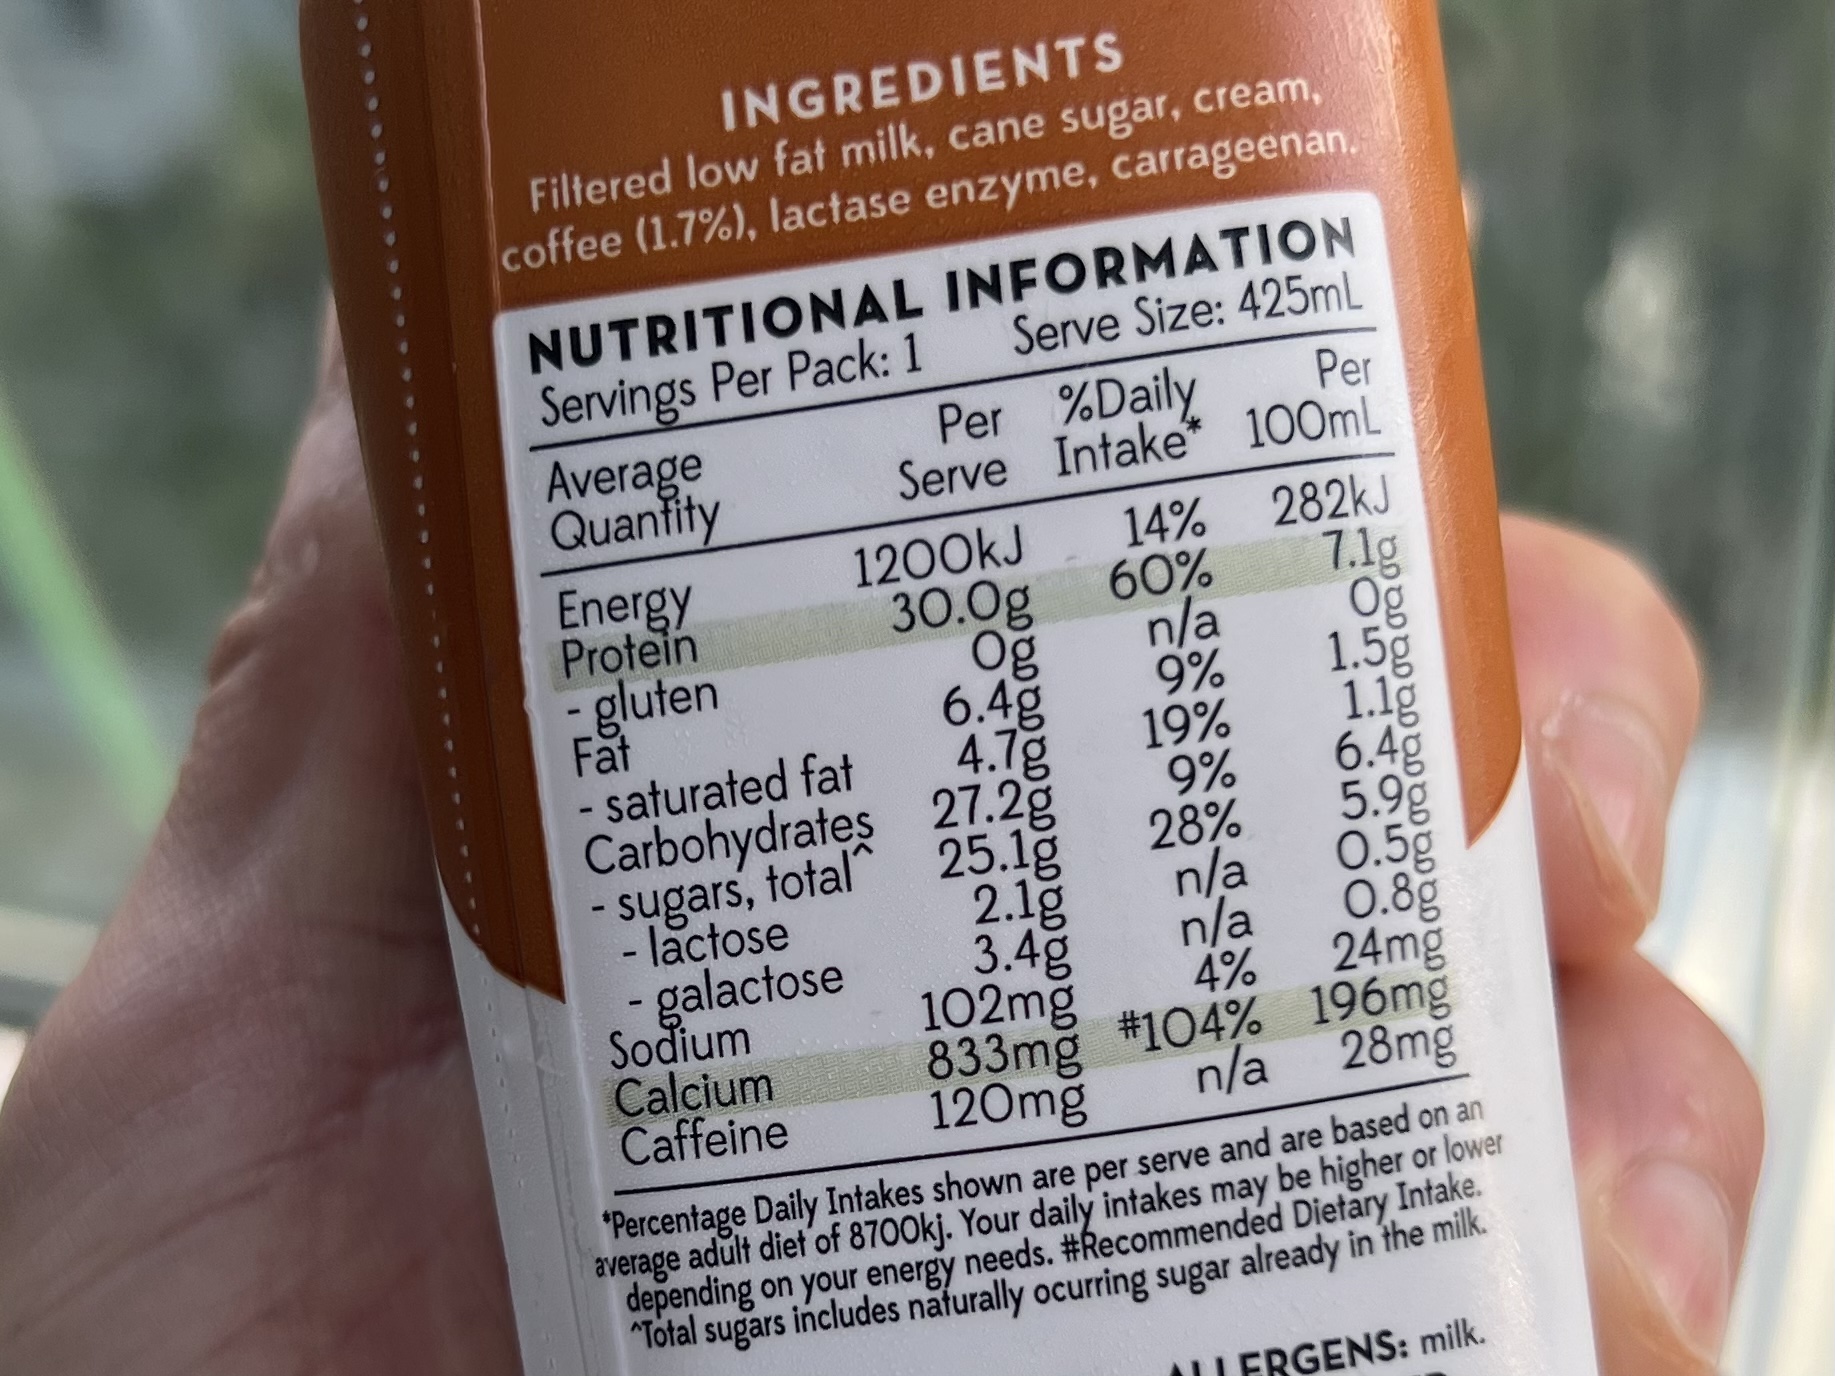 INGREDIENTS
Filtered low fat milk, cane sugar, cream,
coffee (1.7%), lactase enzyme, carrageenan.
NUTRITIONAL INFORMATION
Servings Per Pack: 1 Serve Size: 425mL
Average Quantity Per Serve %Daily Intake* Per 100mL
Energy 1200kJ 14% 282kJ
Protein 30.0g 60% 7.1g
- gluten 0g n/a 0g
Fat 6.4g 9% 1.5g
- saturated fat 4.7g 19% 1.1g
Carbohydrates 27.2g 9% 6.4g
- sugars, total^ 25.1g 28% 5.9g
- lactose 2.1g n/a 0.5g
- galactose 3.4g n/a 0.8g
Sodium 102mg 4% 24mg
Calcium 833mg #104% 196mg
Caffeine 120mg n/a 28mg
*Percentage Daily Intakes shown are per serve and are based on an
average adult diet of 8700kj. Your daily intakes may be higher or lower
depending on your energy needs. #Recommended Dietary Intake.
^Total sugars includes naturally ocurring sugar already in the milk.
ALLERGENS: milk.